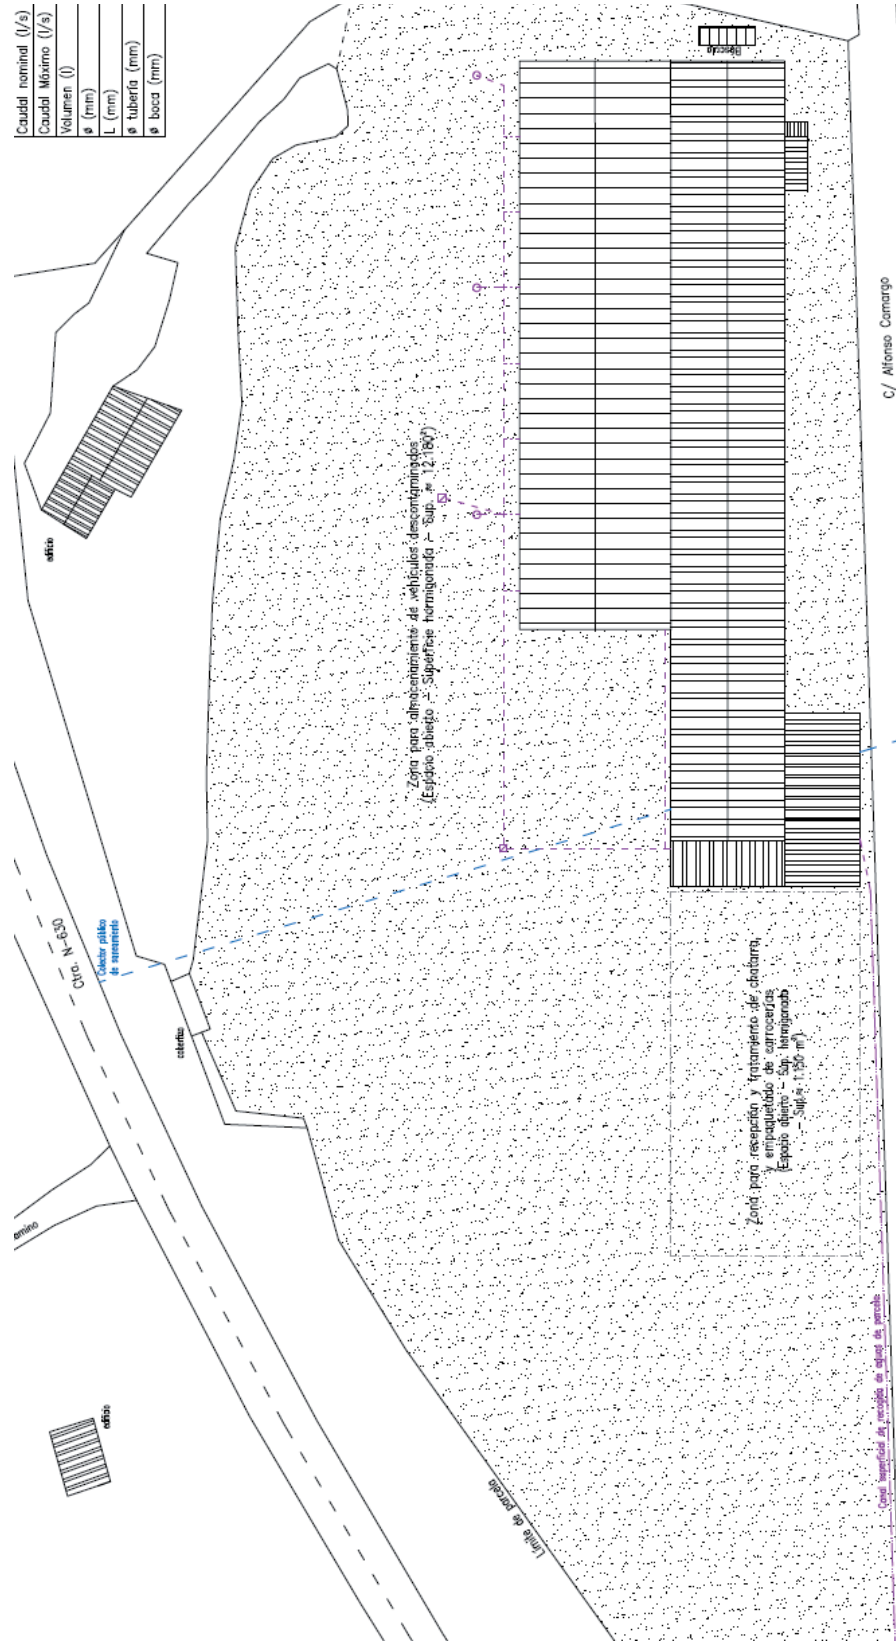 Caudal nominal (l/s)
Caudal Máximo (l/s)
Volumen (l)
ø (mm)
L (mm)
ø tubería (mm)
ø boca (mm)
Báscula
C/ Alfonso Camargo
edificio
Zona para almacenamiento de vehículos descontaminados
(Espacio abierto – Superficie hormigonada – Sup. ≈ 12.180²)
Ctra. N-630
Colector público
de saneamiento
cobertizo
Zona para recepción y tratamiento de chatarra,
y empaquetado de carrocerías
(Espacio abierto – Sup. hormigonada
– Sup.≈ 1.150 m²)
amino
edificio
Límite de parcela
Canal superficial de recogida de aguas de parcela